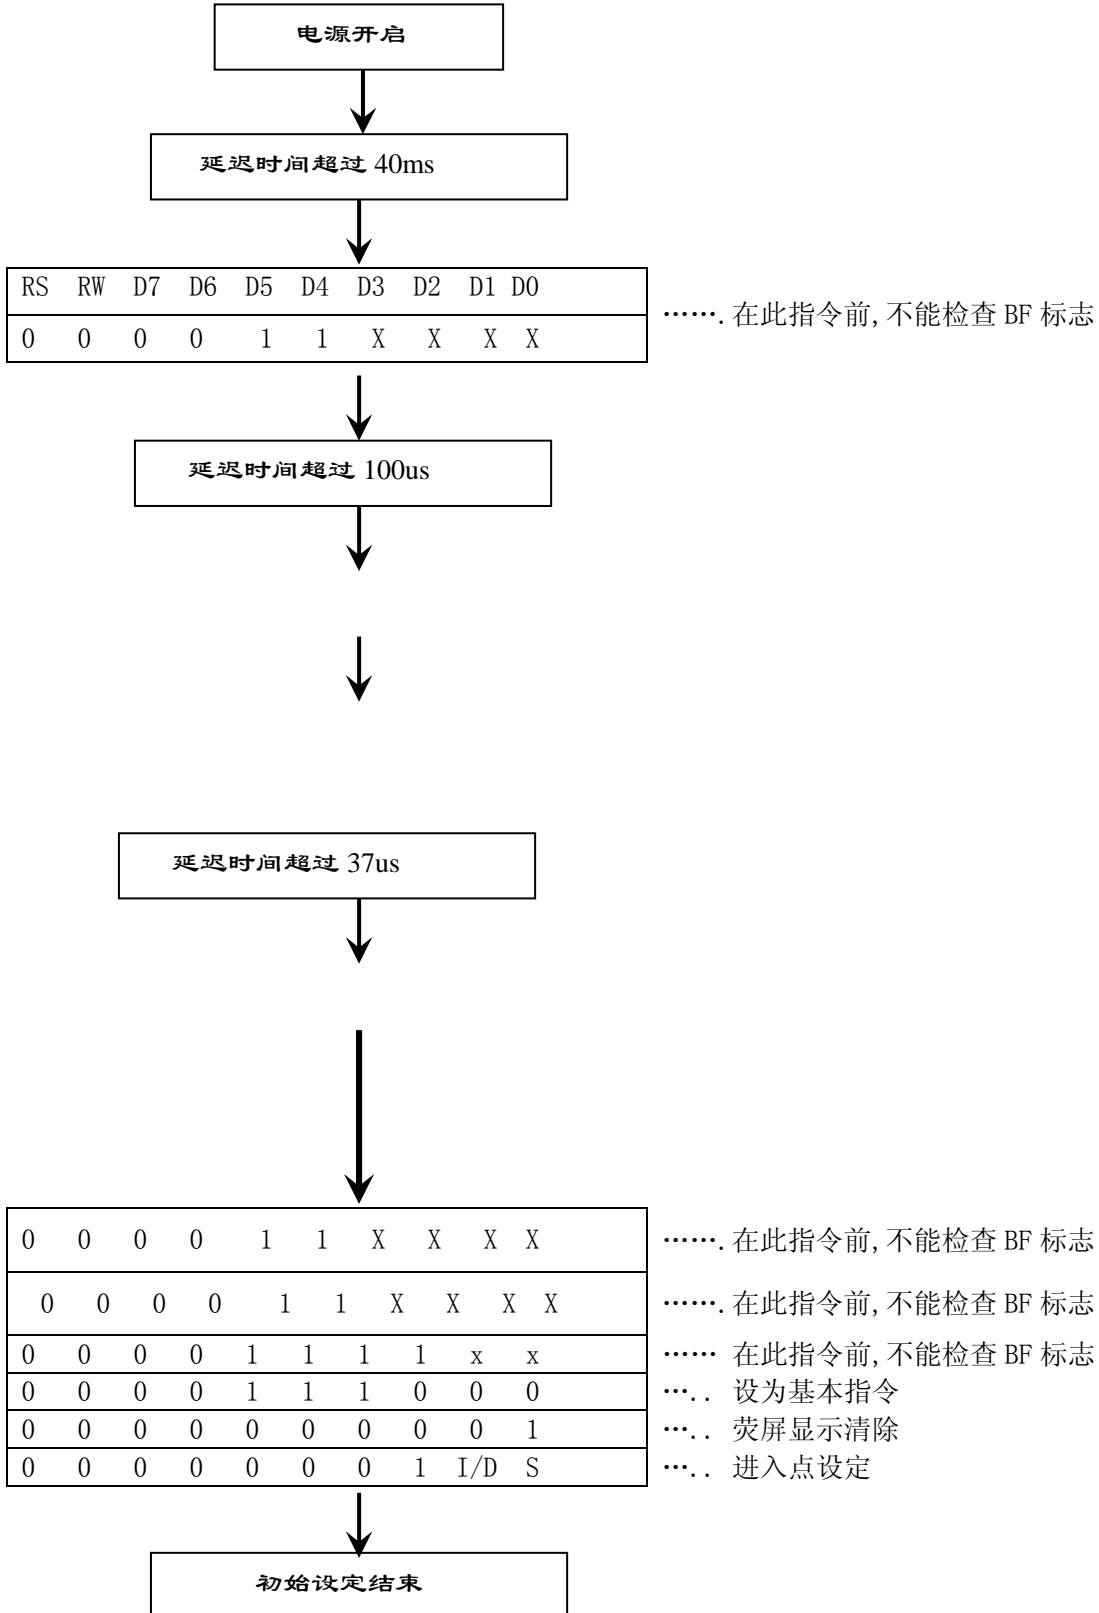 电源开启
延迟时间超过 40ms
RS RW D7 D6 D5 D4 D3 D2 D1 D0
0 0 0 0 1 1 X X X X
……. 在此指令前,不能检查 BF 标志
延迟时间超过 100us
延迟时间超过 37us
0 0 0 0 1 1 X X X X ……. 在此指令前,不能检查 BF 标志
0 0 0 0 1 1 X X X X ……. 在此指令前,不能检查 BF 标志
0 0 0 0 1 1 1 1 x x …… 在此指令前,不能检查 BF 标志
0 0 0 0 1 1 1 0 0 0 ….. 设为基本指令
0 0 0 0 0 0 0 0 0 1 ….. 荧屏显示清除
0 0 0 0 0 0 0 1 I/D S ….. 进入点设定
初始设定结束